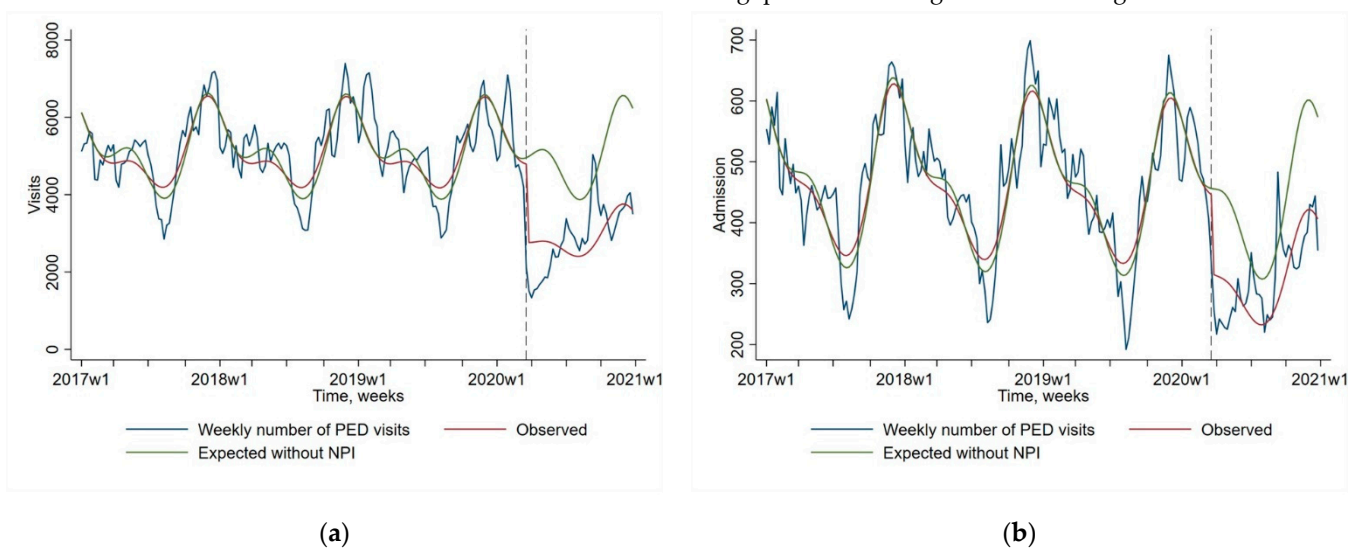 8000
6000
4000
2000
0
Visits
2017w1 2018w1 2019w1 2020w1 2021w1
Time, weeks
Weekly number of PED visits Observed
Expected without NPI
(a)
700
600
500
400
300
200
Admission
2017w1 2018w1 2019w1 2020w1 2021w1
Time, weeks
Weekly number of PED visits Observed
Expected without NPI
(b)